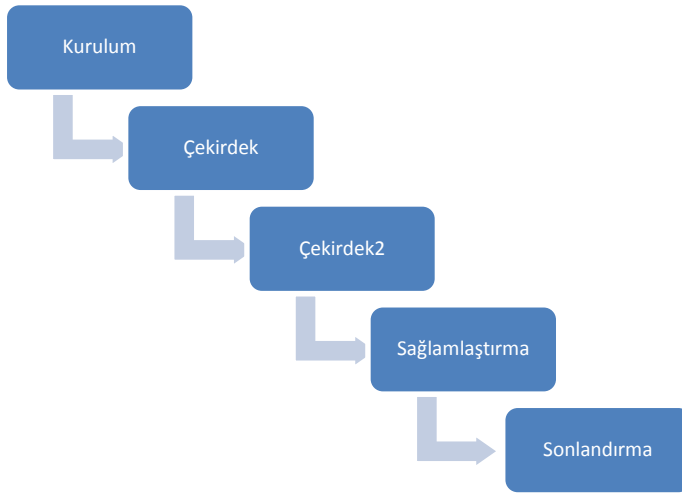 Kurulum
Çekirdek
Çekirdek2
Sağlamlaştırma
Sonlandırma